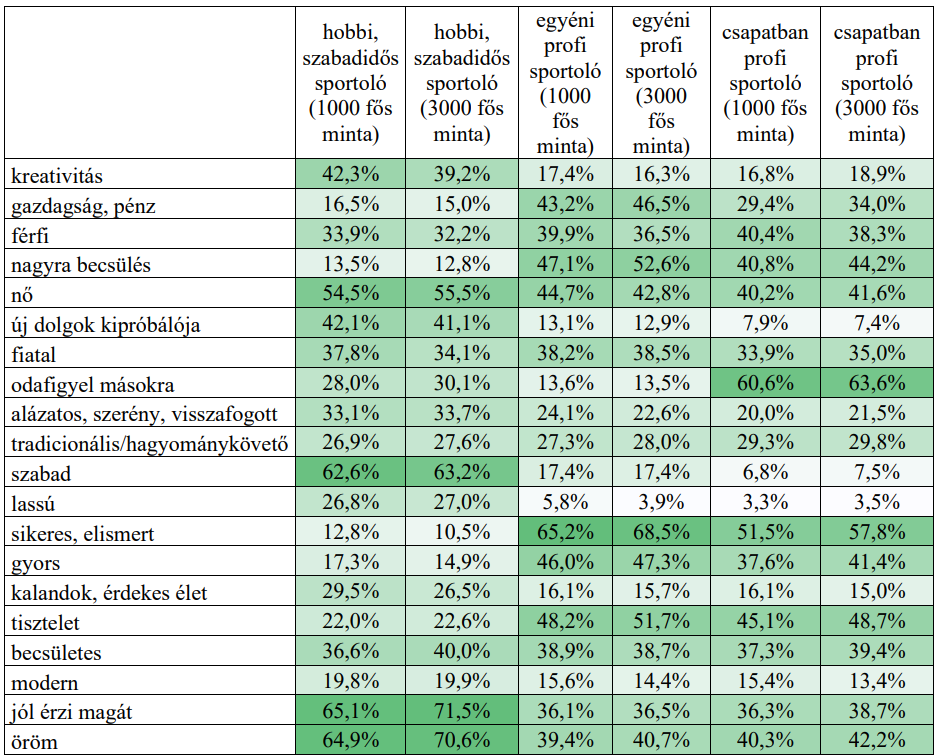 hobbi, szabadidős sportoló (1000 fős minta) hobbi, szabadidős sportoló (3000 fős minta) egyéni profi sportoló (1000 fős minta) egyéni profi sportoló (3000 fős minta) csapatban profi sportoló (1000 fős minta) csapatban profi sportoló (3000 fős minta)
kreativitás 42,3% 39,2% 17,4% 16,3% 16,8% 18,9%
gazdagság, pénz 16,5% 15,0% 43,2% 46,5% 29,4% 34,0%
férfi 33,9% 32,2% 39,9% 36,5% 40,4% 38,3%
nagyra becsülés 13,5% 12,8% 47,1% 52,6% 40,8% 44,2%
nő 54,5% 55,5% 44,7% 42,8% 40,2% 41,6%
új dolgok kipróbálója 42,1% 41,1% 13,1% 12,9% 7,9% 7,4%
fiatal 37,8% 34,1% 38,2% 38,5% 33,9% 35,0%
odafigyel másokra 28,0% 30,1% 13,6% 13,5% 60,6% 63,6%
alázatos, szerény, visszafogott 33,1% 33,7% 24,1% 22,6% 20,0% 21,5%
tradicionális/hagyománykövető 26,9% 27,6% 27,3% 28,0% 29,3% 29,8%
szabad 62,6% 63,2% 17,4% 17,4% 6,8% 7,5%
lassú 26,8% 27,0% 5,8% 3,9% 3,3% 3,5%
sikeres, elismert 12,8% 10,5% 65,2% 68,5% 51,5% 57,8%
gyors 17,3% 14,9% 46,0% 47,3% 37,6% 41,4%
kalandok, érdekes élet 29,5% 26,5% 16,1% 15,7% 16,1% 15,0%
tisztelet 22,0% 22,6% 48,2% 51,7% 45,1% 48,7%
becsületes 36,6% 40,0% 38,9% 38,7% 37,3% 39,4%
modern 19,8% 19,9% 15,6% 14,4% 15,4% 13,4%
jól érzi magát 65,1% 71,5% 36,1% 36,5% 36,3% 38,7%
öröm 64,9% 70,6% 39,4% 40,7% 40,3% 42,2%